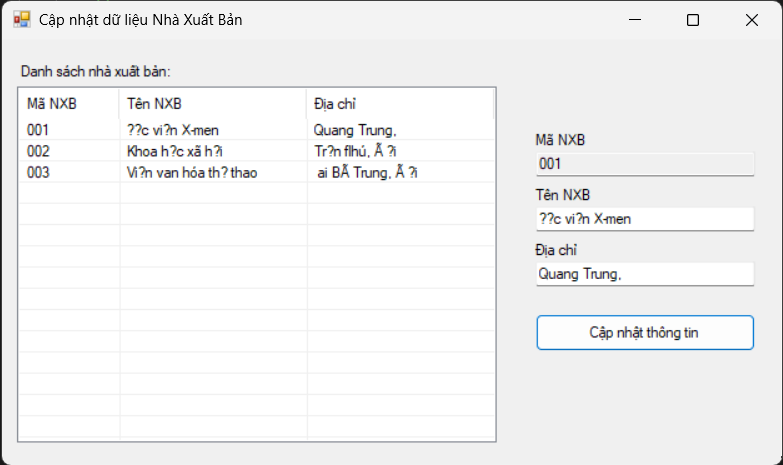 Cập nhật dữ liệu Nhà Xuất Bản
Danh sách nhà xuất bản:
Mã NXB Tên NXB Địa chỉ
001 ??c vi?n X-men Quang Trung,
002 Khoa h?c xã h?i Tr?n flhú, Ã ?i
003 Vi?n van hóa th? thao ai BÃ Trung, Ã ?i
Mã NXB
001
Tên NXB
??c vi?n X-men
Địa chỉ
Quang Trung,
Cập nhật thông tin